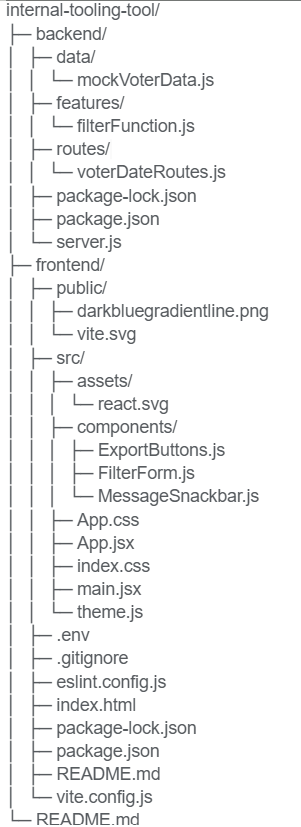 internal-tooling-tool/
├─ backend/
│ ├─ data/
│ │ └─ mockVoterData.js
│ ├─ features/
│ │ └─ filterFunction.js
│ ├─ routes/
│ │ └─ voterDateRoutes.js
│ ├─ package-lock.json
│ ├─ package.json
│ └─ server.js
├─ frontend/
│ ├─ public/
│ │ ├─ darkbluegradientline.png
│ │ └─ vite.svg
│ ├─ src/
│ │ ├─ assets/
│ │ │ └─ react.svg
│ │ ├─ components/
│ │ │ ├─ ExportButtons.js
│ │ │ ├─ FilterForm.js
│ │ │ └─ MessageSnackbar.js
│ │ ├─ App.css
│ │ ├─ App.jsx
│ │ ├─ index.css
│ │ ├─ main.jsx
│ │ └─ theme.js
│ ├─ .env
│ ├─ .gitignore
│ ├─ eslint.config.js
│ ├─ index.html
│ ├─ package-lock.json
│ ├─ package.json
│ ├─ README.md
│ └─ vite.config.js
└─ README.md